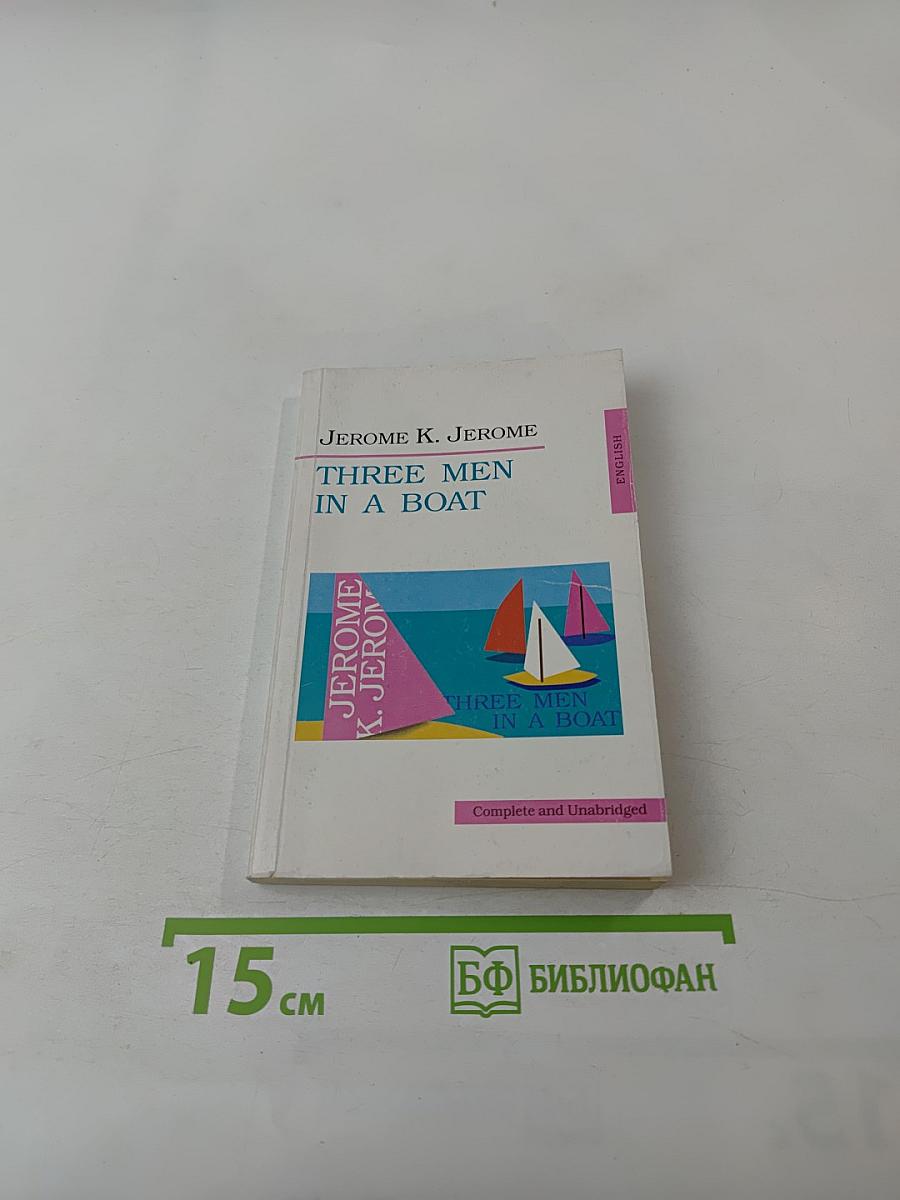 JEROME K. JEROME
ENGLISH
THREE MEN
IN A BOAT
JEROME
K. JEROM
THREE MEN
IN A BOAT
Complete and Unabridged
15 см
БФ БИБЛИОФАН